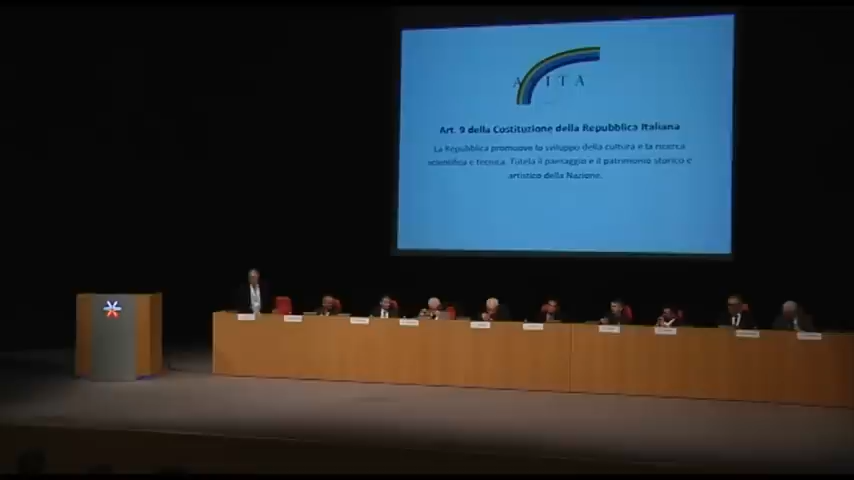 A ITA
Art. 9 della Costituzione della Repubblica Italiana
La Repubblica promuove lo sviluppo della cultura e la ricerca
scientifica e tecnica. Tutela il paesaggio e il patrimonio storico e
artistico della Nazione.